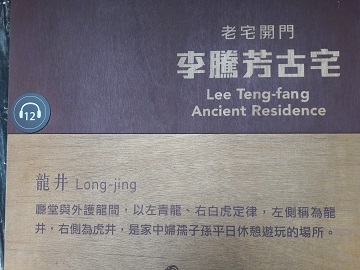 老宅開門
李騰芳古宅
Lee Teng-fang
Ancient Residence
12
龍井 Long-jing
廳堂與外護龍間，以左青龍、右白虎定律，左側稱為龍
井，右側為虎井，是家中婦孺子孫平日休憩遊玩的場所。